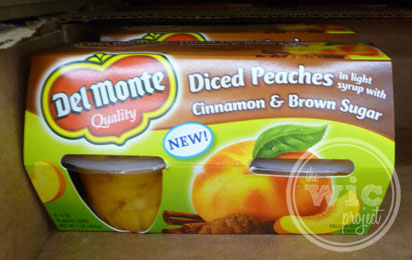 Del Monte
Quality
Diced Peaches in light
syrup with
Cinnamon & Brown Sugar
NEW!
the
wic
project